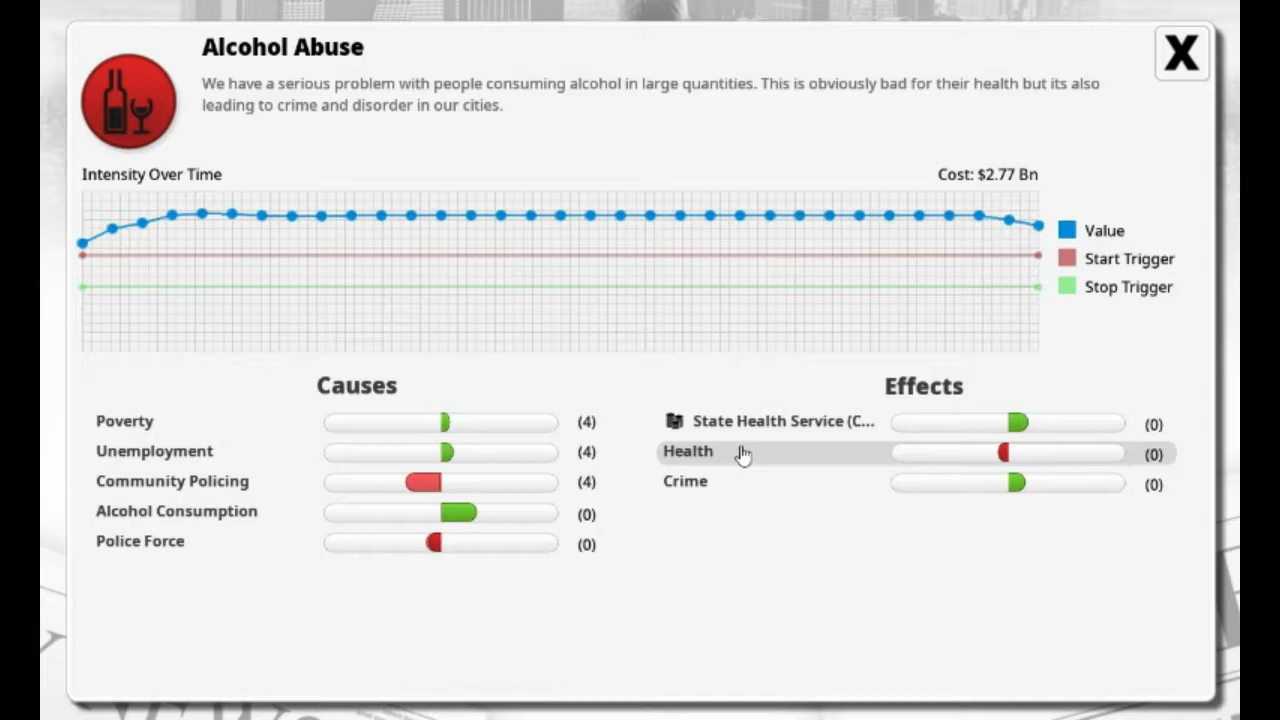 Alcohol Abuse
X
We have a serious problem with people consuming alcohol in large quantities. This is obviously bad for their health but its also
leading to crime and disorder in our cities.
Intensity Over Time
Cost: $2.77 Bn
Value
Start Trigger
Stop Trigger
Causes
Poverty (4)
Unemployment (4)
Community Policing (4)
Alcohol Consumption (0)
Police Force (0)
Effects
State Health Service (C... (0)
Health (0)
Crime (0)